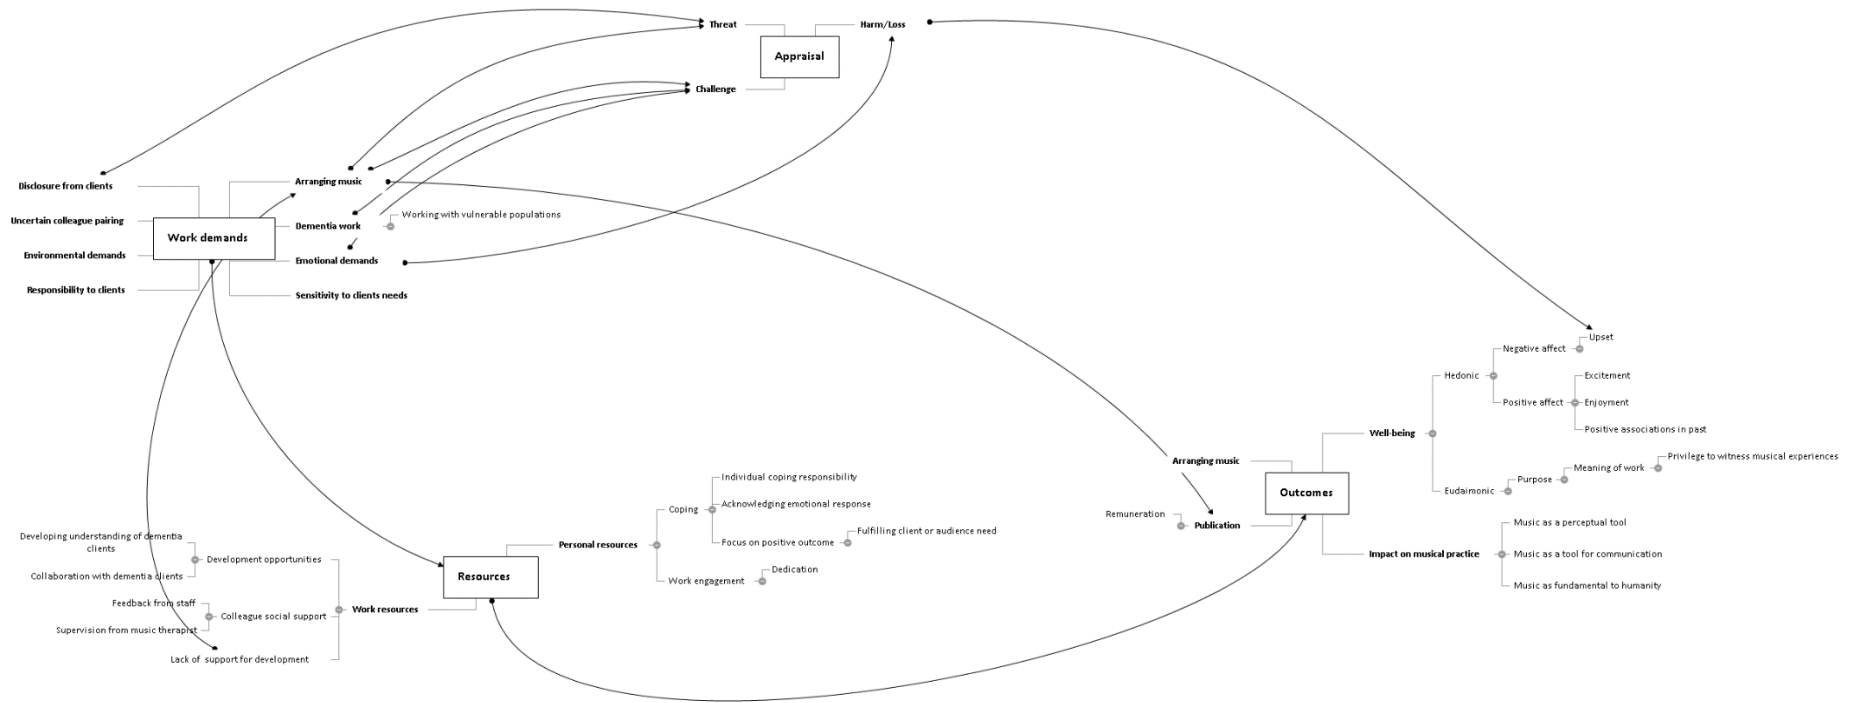 Threat
Harm/Loss
Appraisal
Challenge
Disclosure from clients
Arranging music
Uncertain colleague pairing
Dementia work
Working with vulnerable populations
Work demands
Environmental demands
Emotional demands
Responsibility to clients
Sensitivity to clients needs
Upset
Negative affect
Hedonic
Excitement
Positive affect
Enjoyment
Positive associations in past
Well-being
Arranging music
Privilege to witness musical experiences
Meaning of work
Purpose
Eudaimonic
Outcomes
Remuneration
Publication
Music as a perceptual tool
Impact on musical practice
Music as a tool for communication
Music as fundamental to humanity
Individual coping responsibility
Coping
Acknowledging emotional response
Fulfilling client or audience need
Focus on positive outcome
Personal resources
Dedication
Work engagement
Resources
Developing understanding of dementia
clients
Development opportunities
Collaboration with dementia clients
Feedback from staff
Work resources
Colleague social support
Supervision from music therapist
Lack of support for development